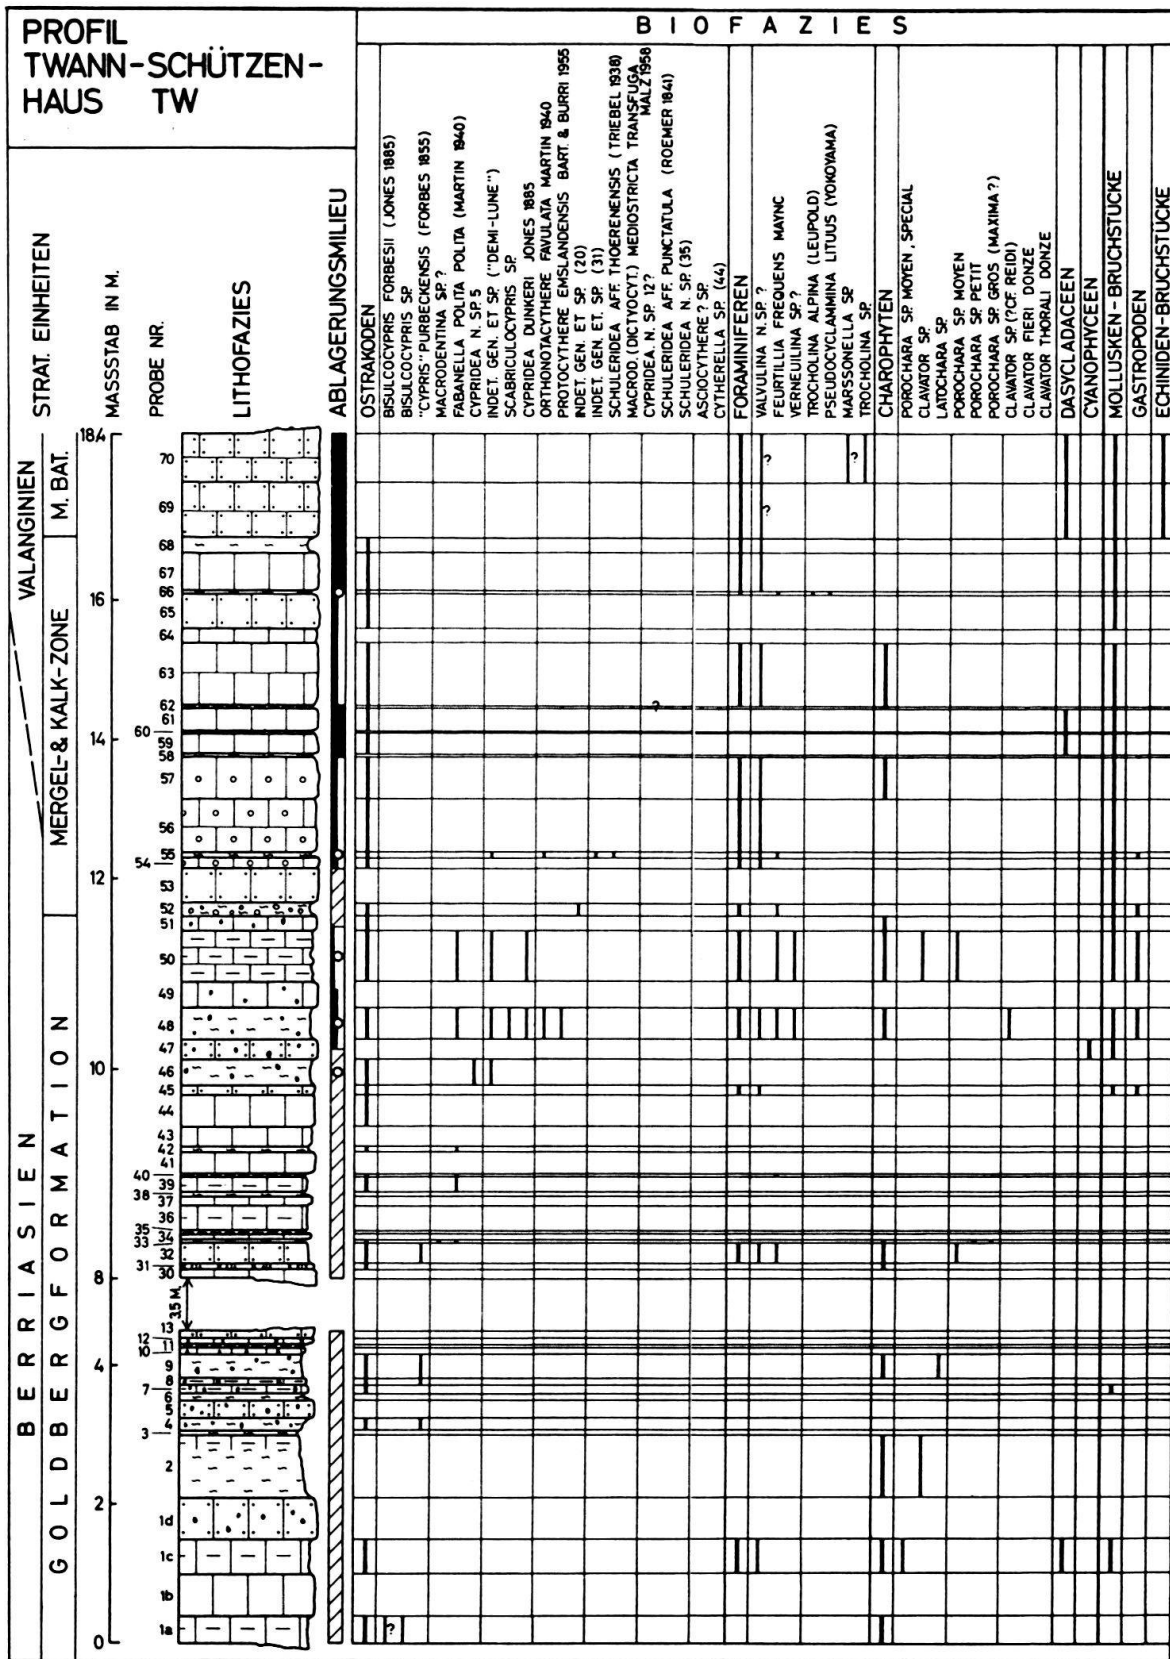 PROFIL
TWANN-SCHÜTZEN-
HAUS TW
BIOFAZIES
STRAT. EINHEITEN
MASSSTAB IN M.
PROBE NR.
LITHOFAZIES
ABLAGERUNGSMILIEU
OSTRAKODEN
BISULCOCYPRIS FORBESII (JONES 1885)
BISULCOCYPRIS SP.
"CYPRIS" PURBECKENSIS (FORBES 1855)
MACRODENTINA SP. ?
FABANELLA POLITA POLITA (MARTIN 1940)
CYPRIDEA N. SP. 5
INDET. GEN. ET SP. ("DEMI-LUNE")
SCABRICULOCYPRIS SP.
CYPRIDEA DUNKERI JONES 1885
ORTHONOTACYTHERE FAVULATA MARTIN 1940
PROTOCYTHERE EMSLANDENSIS BART. & BURRI 1955
INDET. GEN. ET SP. (20)
INDET. GEN. ET. SP. (31)
SCHULERIDEA AFF. THOERENENSIS (TRIEBEL 1938)
MACROD. (DICTYOCYT.) MEDIOSTRICTA TRANSFUGA
MALZ 1958
CYPRIDEA. N. SP. 12?
SCHULERIDEA AFF. PUNCTATULA (ROEMER 1841)
SCHULERIDEA N. SP. (35)
ASCIOCYTHERE ? SP.
CYTHERELLA SP. (44)
FORAMINIFEREN
VALVULINA N. SP. ?
FEURTILLIA FREQUENS MAYNC
VERNEUILINA SP. ?
TROCHOLINA ALPINA (LEUPOLD)
PSEUDOCYCLAMMINA LITUUS (YOKOYAMA)
MARSSONELLA SP.
TROCHOLINA SP.
CHAROPHYTEN
POROCHARA SP. MOYEN, SPECIAL
CLAVATOR SP.
LATOCHARA SP.
POROCHARA SP. MOYEN
POROCHARA SP. PETIT
POROCHARA SP. GROS (MAXIMA?)
CLAVATOR SP. (?CF. REIDI)
CLAVATOR FIERI DONZE
CLAVATOR THORALI DONZE
DASYCLADACEEN
CYANOPHYCEEN
MOLLUSKEN-BRUCHSTÜCKE
GASTROPODEN
ECHINIDEN-BRUCHSTÜCKE
VALANGINIEN
M. BAT.
MERGEL-& KALK-ZONE
BERRIASIEN
GOLDBERGFORMATION
18,4
16
14
12
10
8
3.5 M.
4
2
0
70
69
68
67
66
65
64
63
62
61
60
59
58
57
56
55
54
53
52
51
50
49
48
47
46
45
44
43
42
41
40
39
38
37
36
35
34
33
32
31
30
13
12
11
10
9
8
7
6
5
4
3
2
1d
1c
1b
1a
?
?
?
?
?